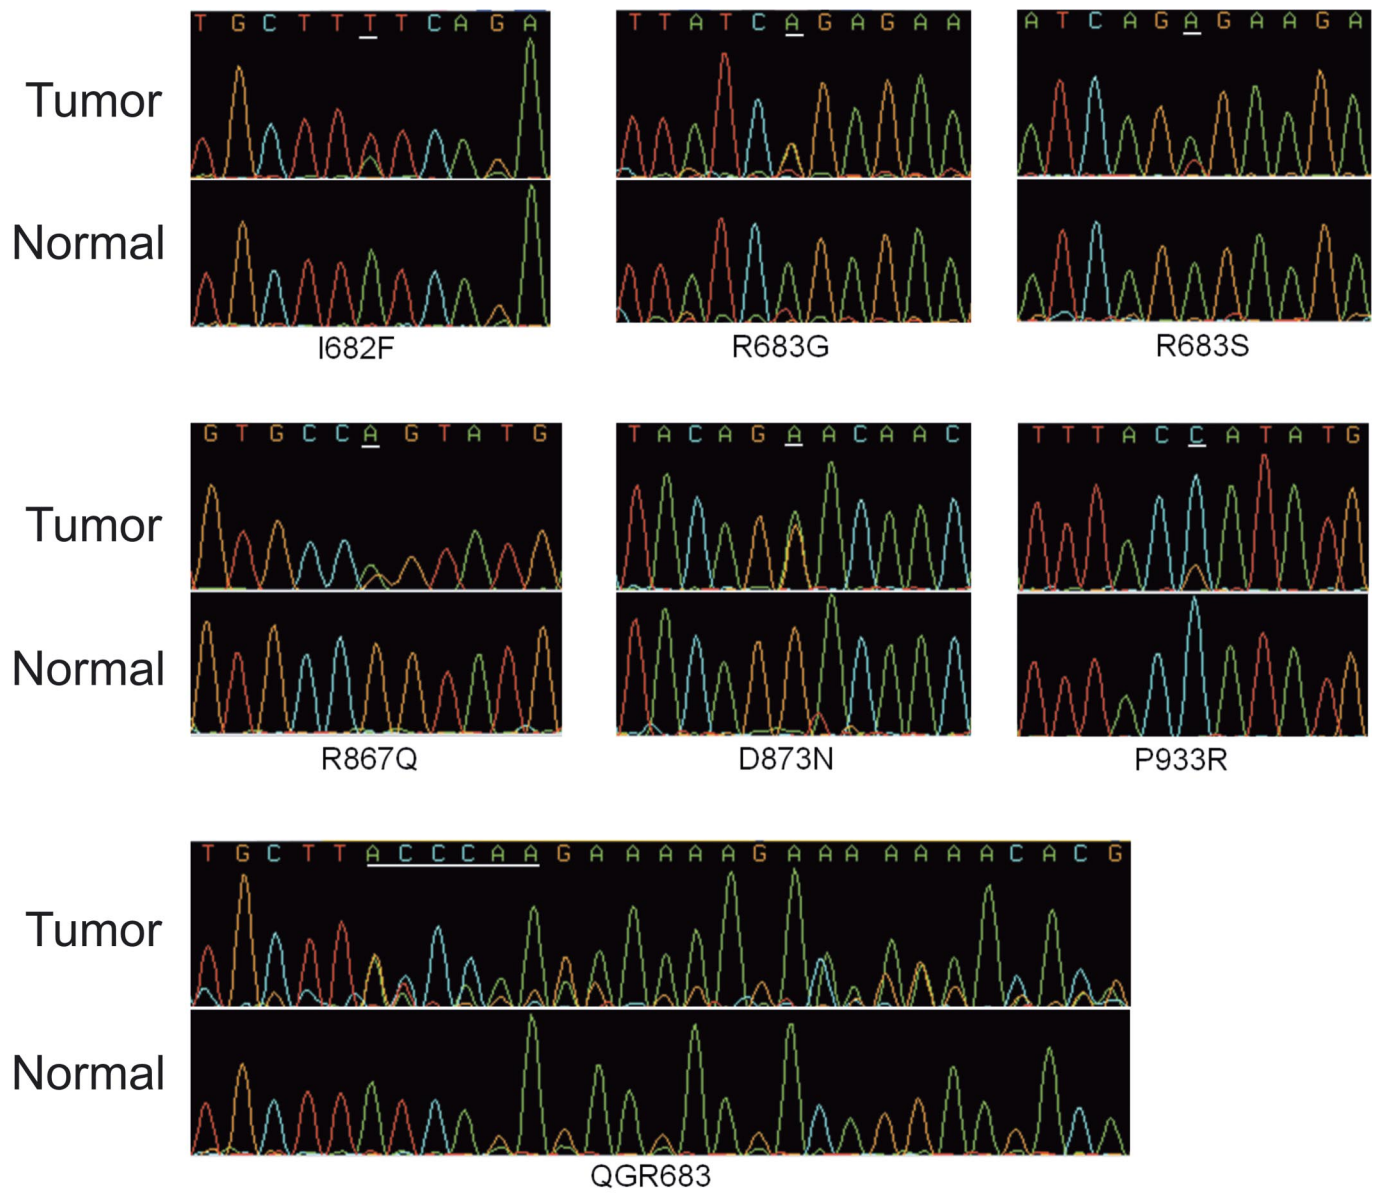 T G C T T T T C A G A
T T A T C A G A G A A
A T C A G A G A A G A
Tumor
Normal
I682F
R683G
R683S
G T G C C A G T A T G
T A C A G A A C A A C
T T T A C C A T A T G
Tumor
Normal
R867Q
D873N
P933R
T G C T T A C C C A A G A A A A A G A A A A A A A C A C G
Tumor
Normal
QGR683